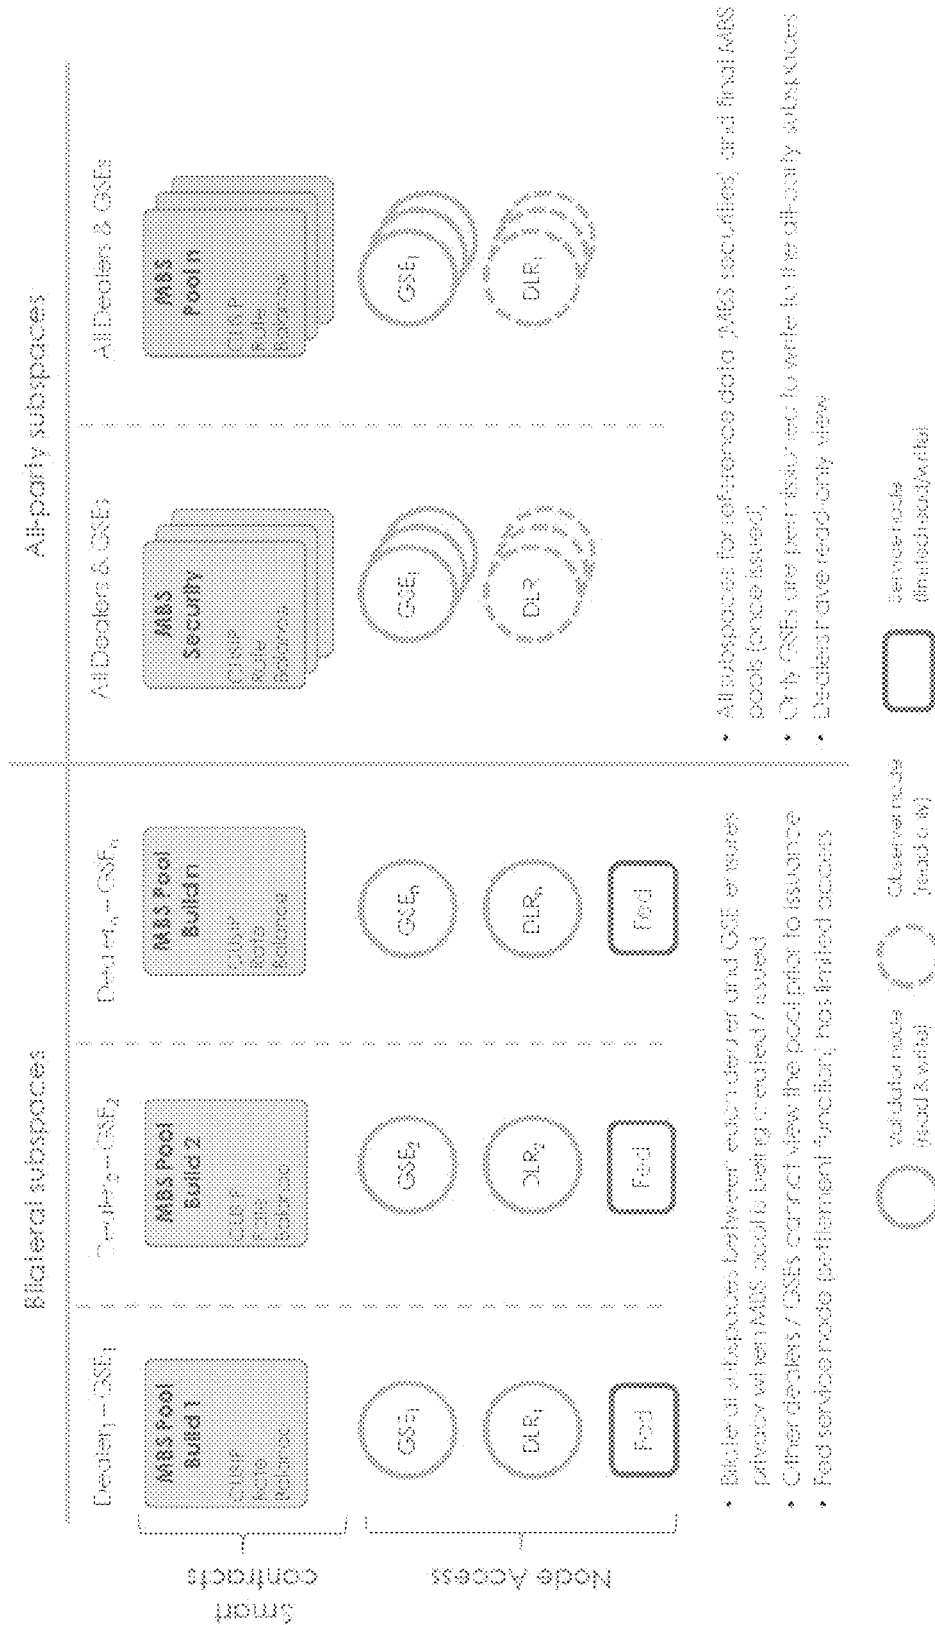 Bilateral subspaces
All-party subspaces
Dealer₁ – GSE₁
Dealer₂ – GSE₂
Dealerₙ – GSEₙ
All Dealers & GSEs
All Dealers & GSEs
Smart
contracts
MBS Pool
Build 1
CUSIP
Rate
Balance
MBS Pool
Build 2
CUSIP
Rate
Balance
MBS Pool
Build n
CUSIP
Rate
Balance
MBS
Security
CUSIP
Rate
Balance
MBS
Pool n
CUSIP
Rate
Balance
Node Access
GSE₁
GSE₂
GSEₙ
GSE₁
GSE₁
DLR₁
DLR₂
DLRₙ
DLR
DLR₁
Fed
Fed
Fed
• Bilateral subspaces between each dealer and GSE ensures
privacy when MBS pool is being created / issued
• Other dealers / GSEs cannot view the pool prior to issuance
• Fed service node (settlement function) has limited access
• All subspaces for reference data (MBS securities) and final MBS
pools (once issued)
• Only GSEs are permissioned to write to the all-party subspaces
• Dealers have read-only view
Validator node
(read & write)
Observer node
(read-only)
Service node
(limited read/write)